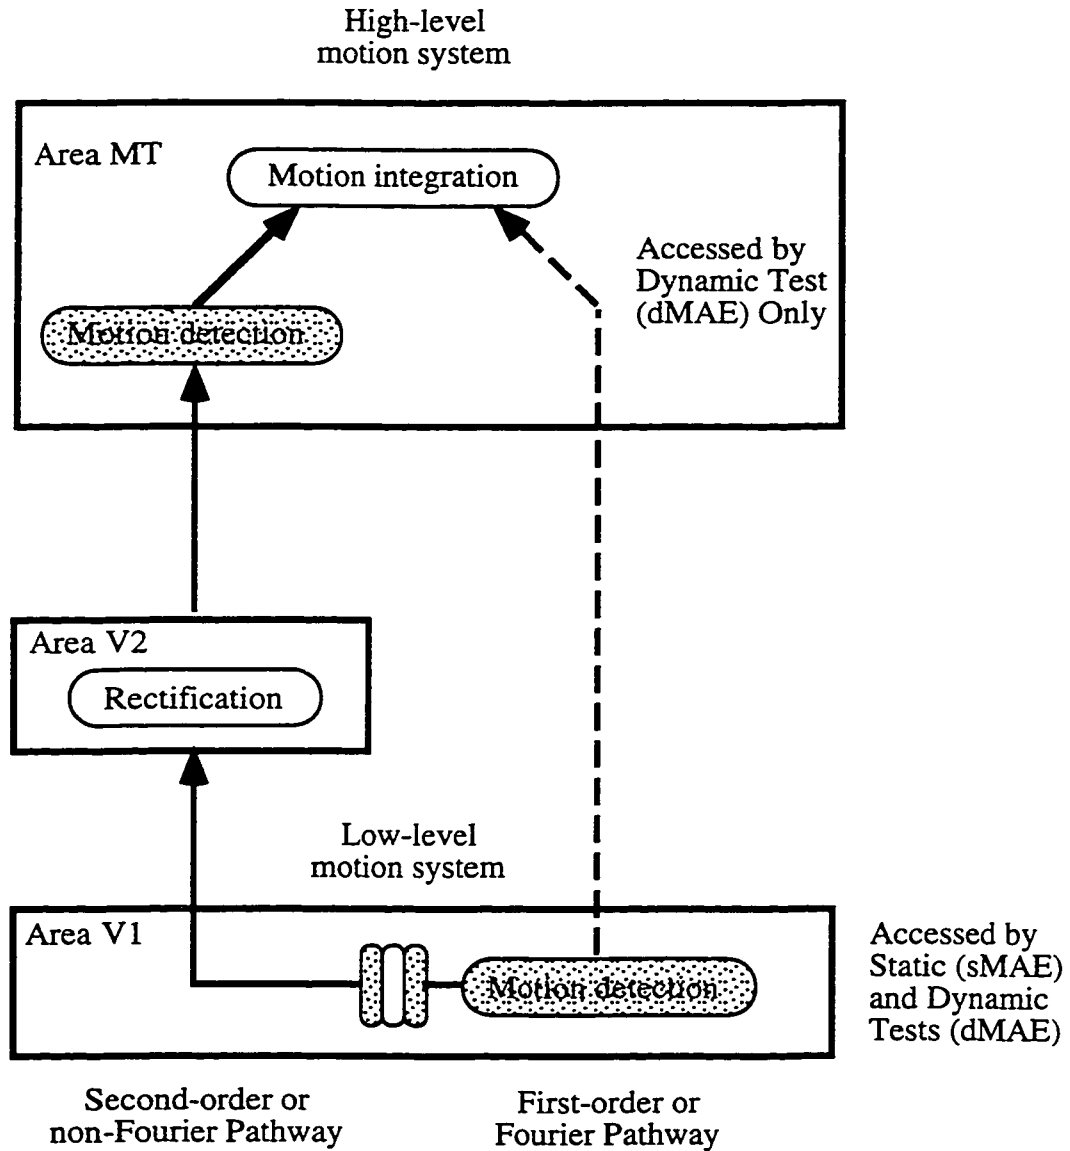 High-level
motion system
Area MT
Motion integration
Accessed by
Dynamic Test
(dMAE) Only
Motion detection
Area V2
Rectification
Low-level
motion system
Area V1
Motion detection
Accessed by
Static (sMAE)
and Dynamic
Tests (dMAE)
Second-order or
non-Fourier Pathway
First-order or
Fourier Pathway